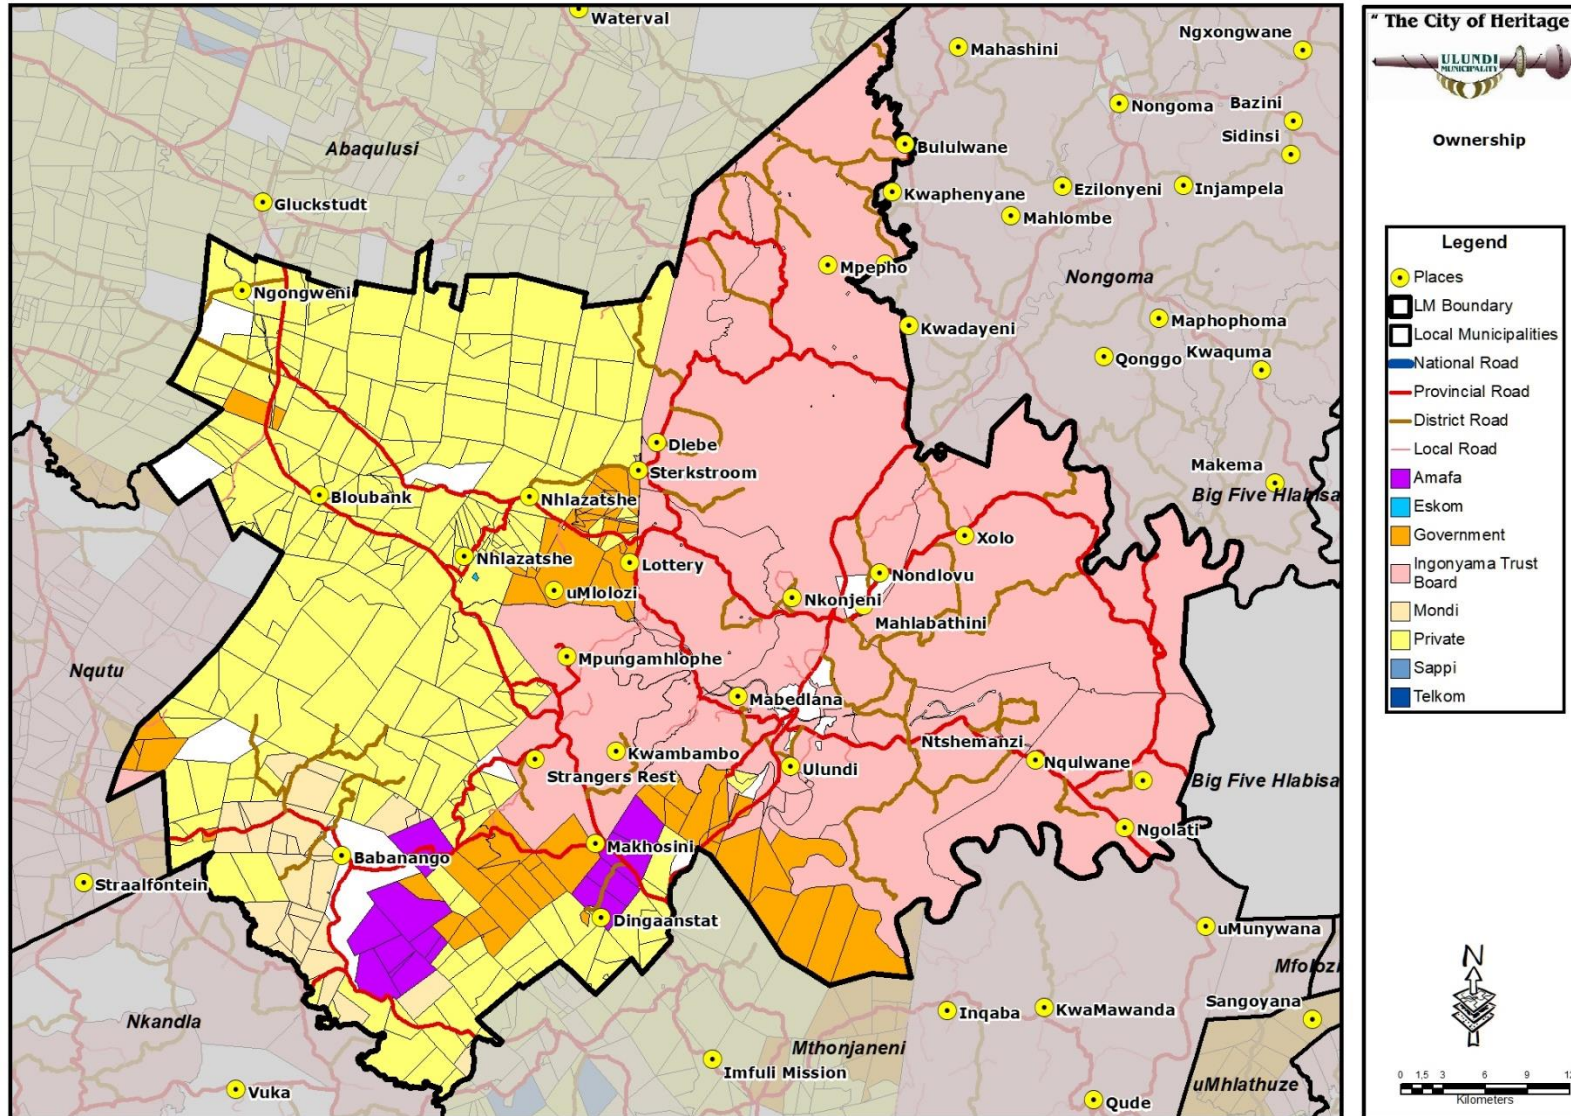 Waterval
Mahashini
Ngxongwane
Nongoma
Bazini
Sidinsi
Abaqulusi
Bululwane
Gluckstudt
Kwaphenyane
Ezilonyeni
Injampela
Mahlombe
Ngongweni
Mpepho
Nongoma
Kwadayeni
Maphophoma
Qonggo
Kwaquma
Dlebe
Sterkstroom
Makema
Big Five Hlabisa
Bloubank
Nhlazatshe
Xolo
Nhlazatshe
Lottery
Nondlovu
uMlolozi
Nkonjeni
Mahlabathini
Nqutu
Mpungamhlophe
Mabedlana
Kwambambo
Ntshemanzi
Nqulwane
Strangers Rest
Ulundi
Big Five Hlabisa
Ngolati
Makhosini
Babanango
Straalfontein
Dingaanstat
uMunywana
Mfolozi
Sangoyana
Inqaba
KwaMawanda
Nkandla
Mthonjaneni
Imfuli Mission
uMhlathuze
Vuka
Qude
" The City of Heritage
ULUNDI
MUNICIPALITY
Ownership
Legend
Places
LM Boundary
Local Municipalities
National Road
Provincial Road
District Road
Local Road
Amafa
Eskom
Government
Ingonyama Trust
Board
Mondi
Private
Sappi
Telkom
N
0 1,5 3 6 9 12
Kilometers